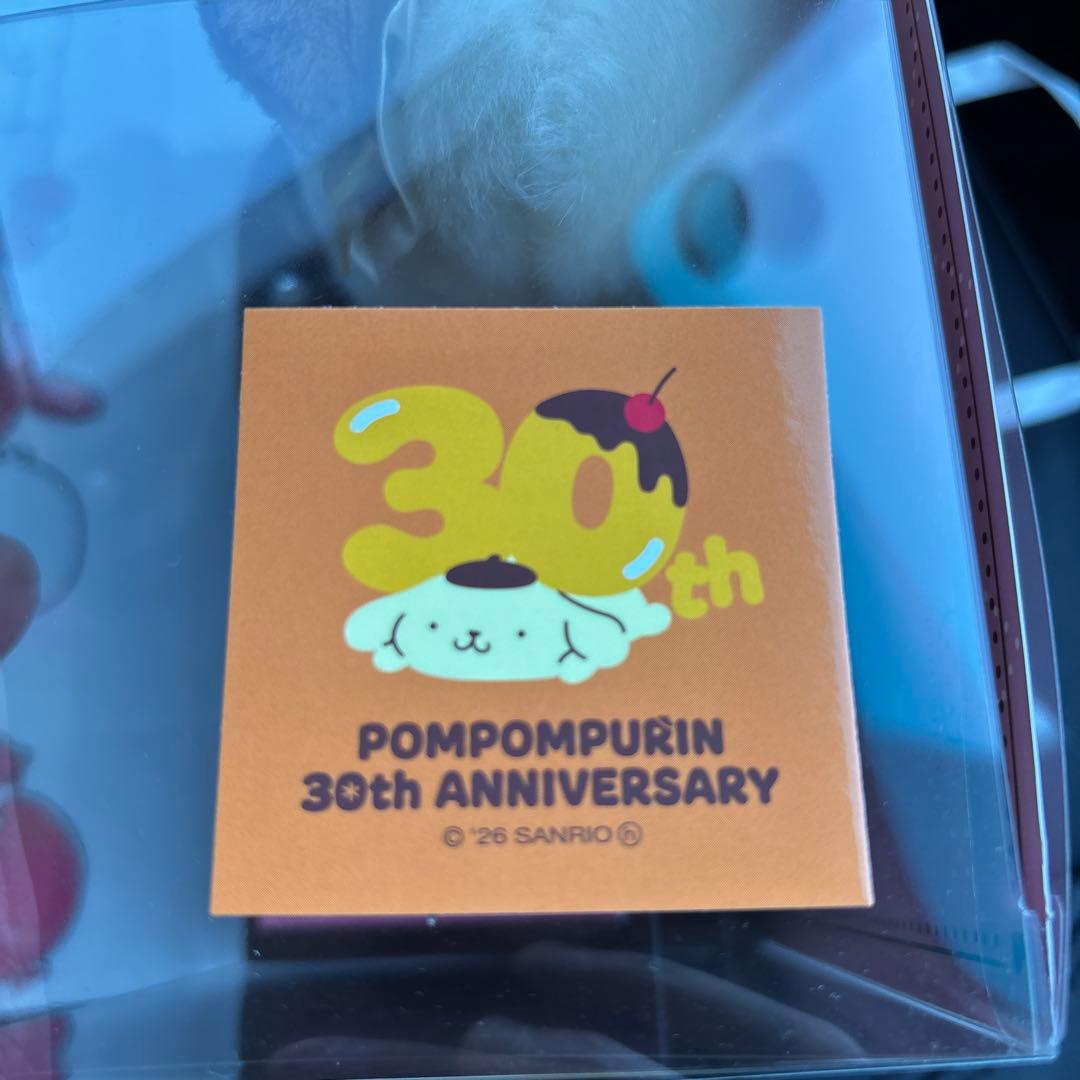 30th
POMPOMPURIN
30th ANNIVERSARY
© '26 SANRIO ⓗ